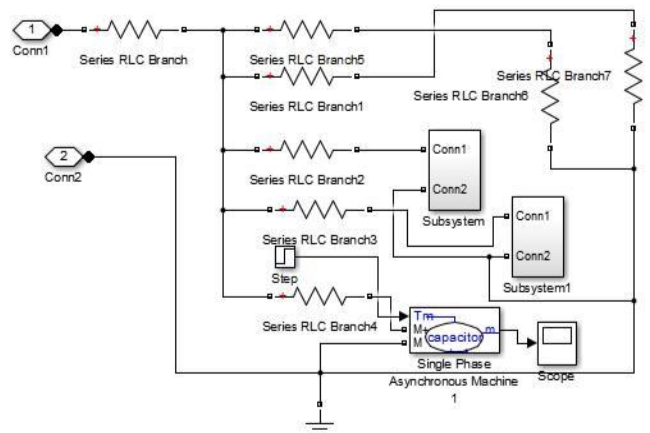 1
Conn1
Series RLC Branch
Series RLC Branch5
Series RLC Branch7
Series RLC Branch1
Series RLC Branch6
2
Conn2
Series RLC Branch2
Conn1
Conn2
Subsystem
Series RLC Branch3
Conn1
Conn2
Subsystem1
Step
Series RLC Branch4
Tm
M+
M
capacitor
m
Single Phase
Asynchronous Machine
1
Scope